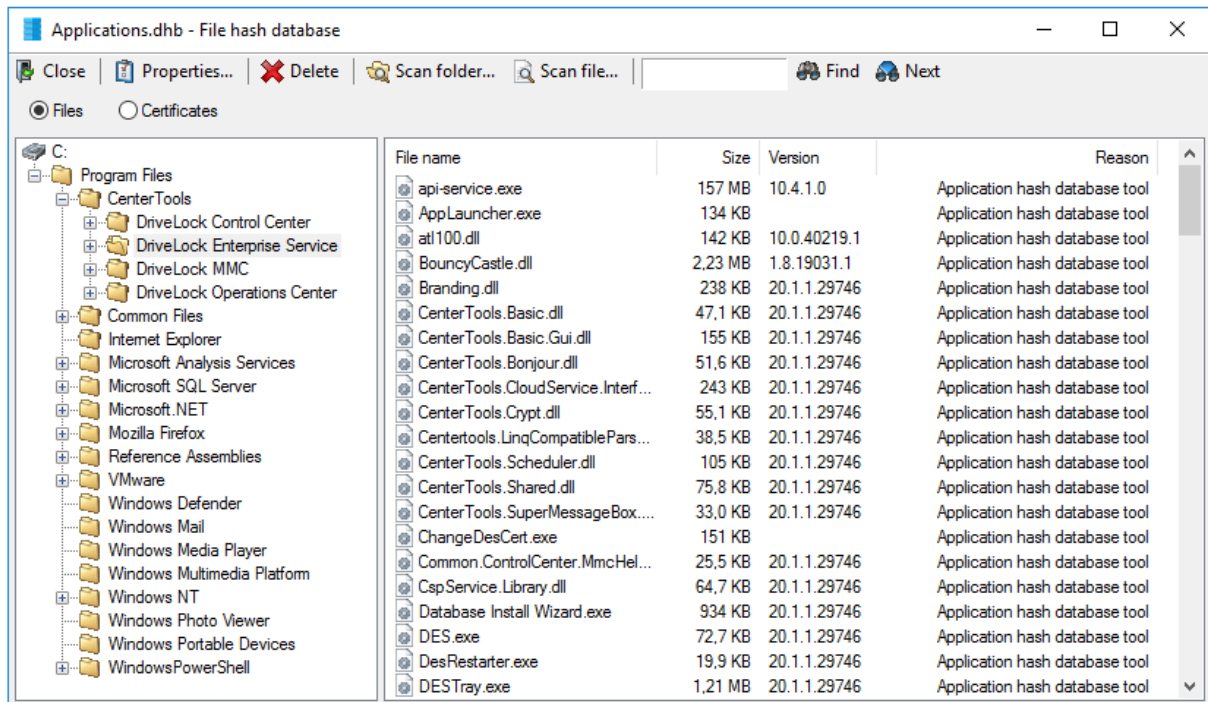 Applications.dhb - File hash database
Close Properties... Delete Scan folder... Scan file... Find Next
Files Certificates
C:
Program Files
CenterTools
DriveLock Control Center
DriveLock Enterprise Service
DriveLock MMC
DriveLock Operations Center
Common Files
Internet Explorer
Microsoft Analysis Services
Microsoft SQL Server
Microsoft.NET
Mozilla Firefox
Reference Assemblies
VMware
Windows Defender
Windows Mail
Windows Media Player
Windows Multimedia Platform
Windows NT
Windows Photo Viewer
Windows Portable Devices
WindowsPowerShell
File name Size Version Reason
api-service.exe 157 MB 10.4.1.0 Application hash database tool
AppLauncher.exe 134 KB Application hash database tool
atl100.dll 142 KB 10.0.40219.1 Application hash database tool
BouncyCastle.dll 2,23 MB 1.8.19031.1 Application hash database tool
Branding.dll 238 KB 20.1.1.29746 Application hash database tool
CenterTools.Basic.dll 47,1 KB 20.1.1.29746 Application hash database tool
CenterTools.Basic.Gui.dll 155 KB 20.1.1.29746 Application hash database tool
CenterTools.Bonjour.dll 51,6 KB 20.1.1.29746 Application hash database tool
CenterTools.CloudService.Interf... 243 KB 20.1.1.29746 Application hash database tool
CenterTools.Crypt.dll 55,1 KB 20.1.1.29746 Application hash database tool
Centertools.LinqCompatiblePars... 38,5 KB 20.1.1.29746 Application hash database tool
CenterTools.Scheduler.dll 105 KB 20.1.1.29746 Application hash database tool
CenterTools.Shared.dll 75,8 KB 20.1.1.29746 Application hash database tool
CenterTools.SuperMessageBox.... 33,0 KB 20.1.1.29746 Application hash database tool
ChangeDesCert.exe 151 KB Application hash database tool
Common.ControlCenter.MmcHel... 25,5 KB 20.1.1.29746 Application hash database tool
CspService.Library.dll 64,7 KB 20.1.1.29746 Application hash database tool
Database Install Wizard.exe 934 KB 20.1.1.29746 Application hash database tool
DES.exe 72,7 KB 20.1.1.29746 Application hash database tool
DesRestarter.exe 19,9 KB 20.1.1.29746 Application hash database tool
DESTray.exe 1,21 MB 20.1.1.29746 Application hash database tool